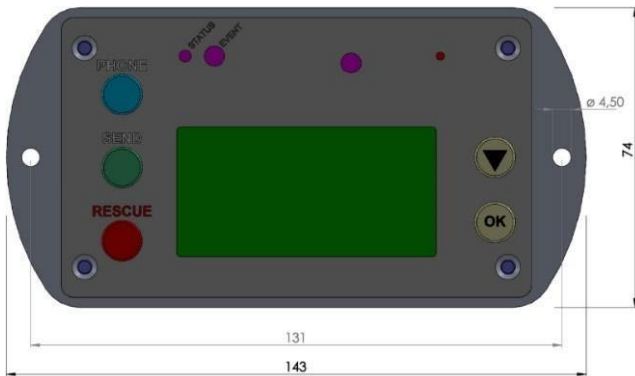 STATUS
EVENT
PHONE
ø 4,50
SEND
74
RESCUE
OK
131
143